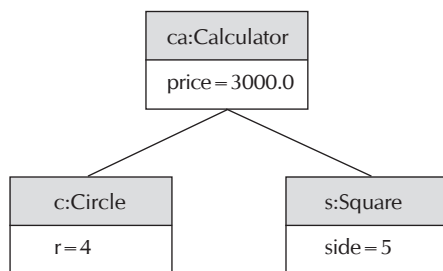 ca:Calculator
price=3000.0
c:Circle
r=4
s:Square
side=5